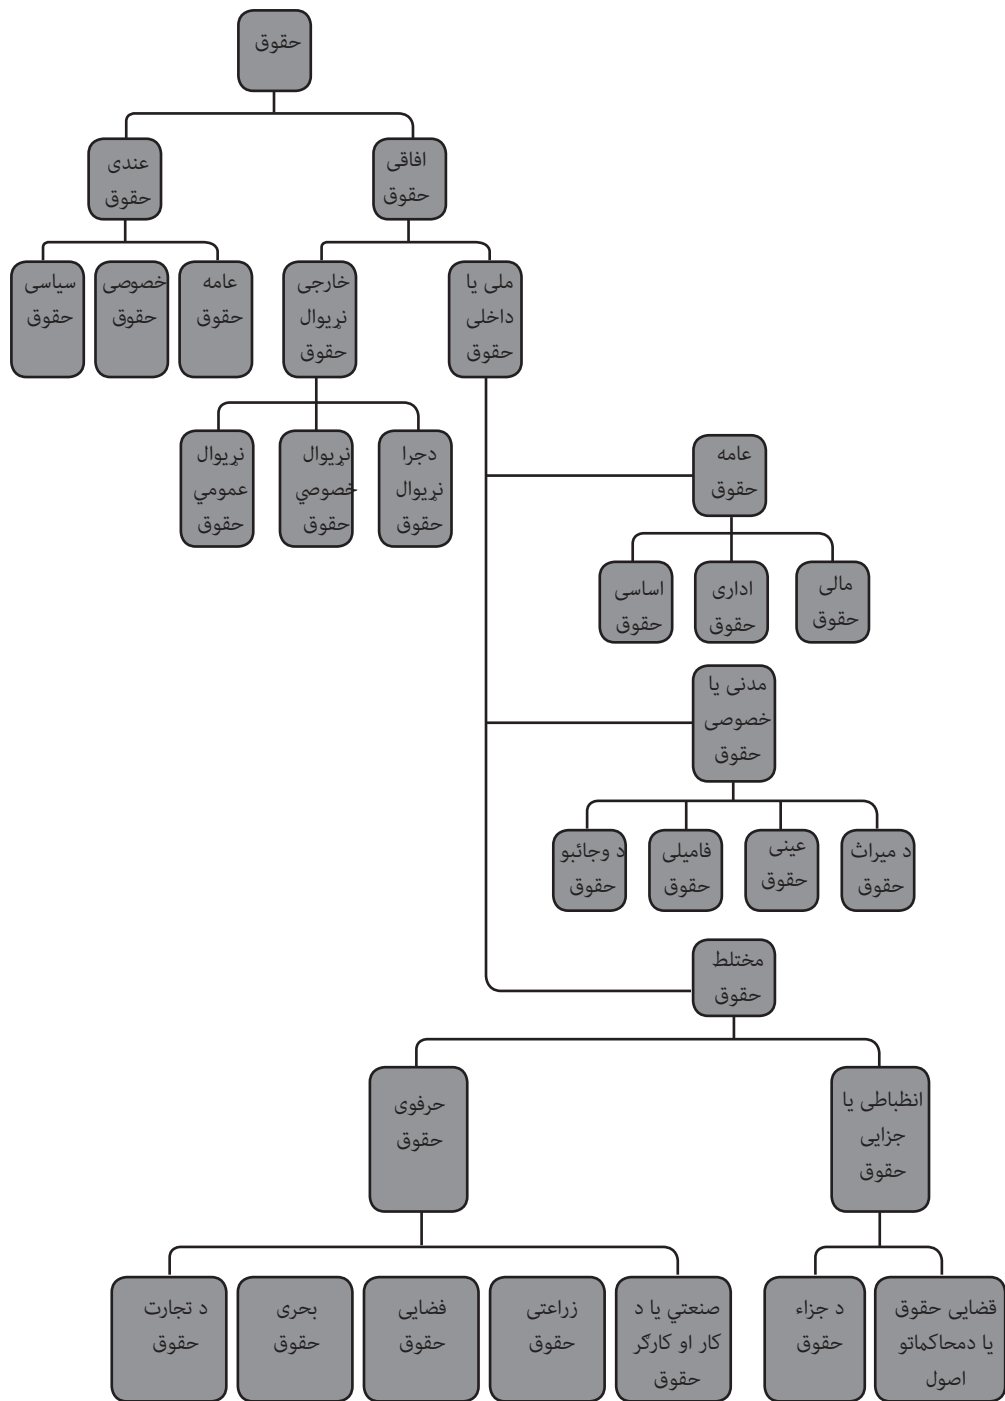 حقوق
افاقی
حقوق
عندی
حقوق
ملی یا
داخلی
حقوق
خارجی
نړیوال
حقوق
عامه
حقوق
خصوصی
حقوق
سیاسی
حقوق
دجرا
نړیوال
حقوق
نړیوال
خصوصي
حقوق
نړیوال
عمومي
حقوق
عامه
حقوق
مالی
حقوق
اداری
حقوق
اساسی
حقوق
مدنی یا
خصوصی
حقوق
د میراث
حقوق
عینی
حقوق
فامیلی
حقوق
د وجائبو
حقوق
مختلط
حقوق
انظباطی یا
جزایی
حقوق
حرفوی
حقوق
قضایی حقوق
یا دمحاکماتو
اصول
د جزاء
حقوق
صنعتي یا د
کار او کارګر
حقوق
زراعتی
حقوق
فضایی
حقوق
بحری
حقوق
د تجارت
حقوق